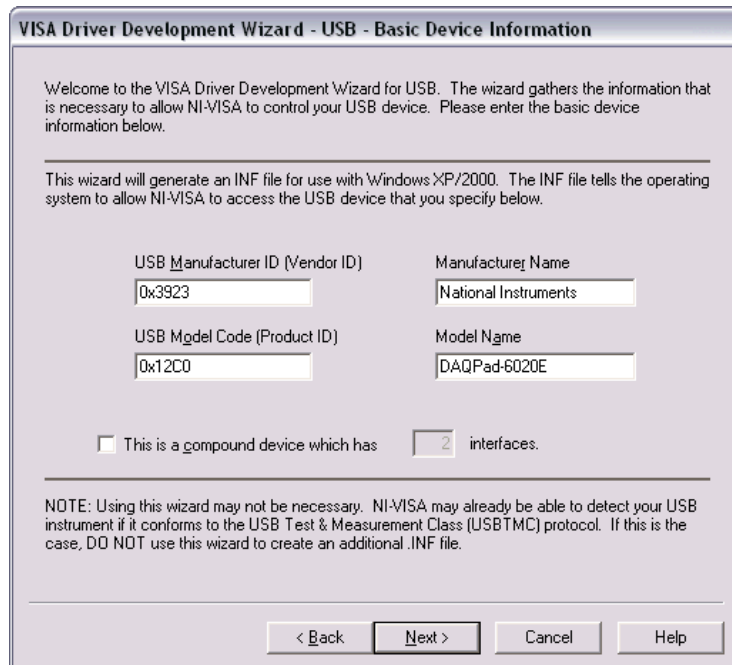 VISA Driver Development Wizard - USB - Basic Device Information
Welcome to the VISA Driver Development Wizard for USB. The wizard gathers the information that
is necessary to allow NI-VISA to control your USB device. Please enter the basic device
information below.
This wizard will generate an INF file for use with Windows XP/2000. The INF file tells the operating
system to allow NI-VISA to access the USB device that you specify below.
USB Manufacturer ID (Vendor ID)
Manufacturer Name
0x3923
National Instruments
USB Model Code (Product ID)
Model Name
0x12C0
DAQPad-6020E
This is a compound device which has 2 interfaces.
NOTE: Using this wizard may not be necessary. NI-VISA may already be able to detect your USB
instrument if it conforms to the USB Test & Measurement Class (USBTMC) protocol. If this is the
case, DO NOT use this wizard to create an additional .INF file.
< Back Next > Cancel Help